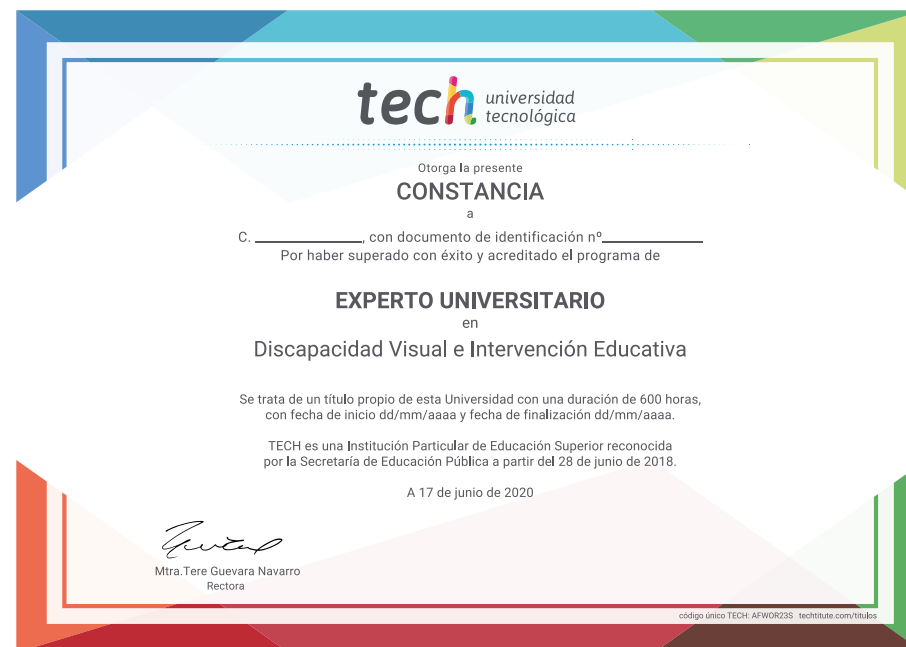 tech universidad
tecnológica
Otorga la presente
CONSTANCIA
a
C. ______________, con documento de identificación nº______________
Por haber superado con éxito y acreditado el programa de
EXPERTO UNIVERSITARIO
en
Discapacidad Visual e Intervención Educativa
Se trata de un título propio de esta Universidad con una duración de 600 horas,
con fecha de inicio dd/mm/aaaa y fecha de finalización dd/mm/aaaa.
TECH es una Institución Particular de Educación Superior reconocida
por la Secretaría de Educación Pública a partir del 28 de junio de 2018.
A 17 de junio de 2020
Mtra.Tere Guevara Navarro
Rectora
código único TECH: AFWOR23S techtitute.com/titulos